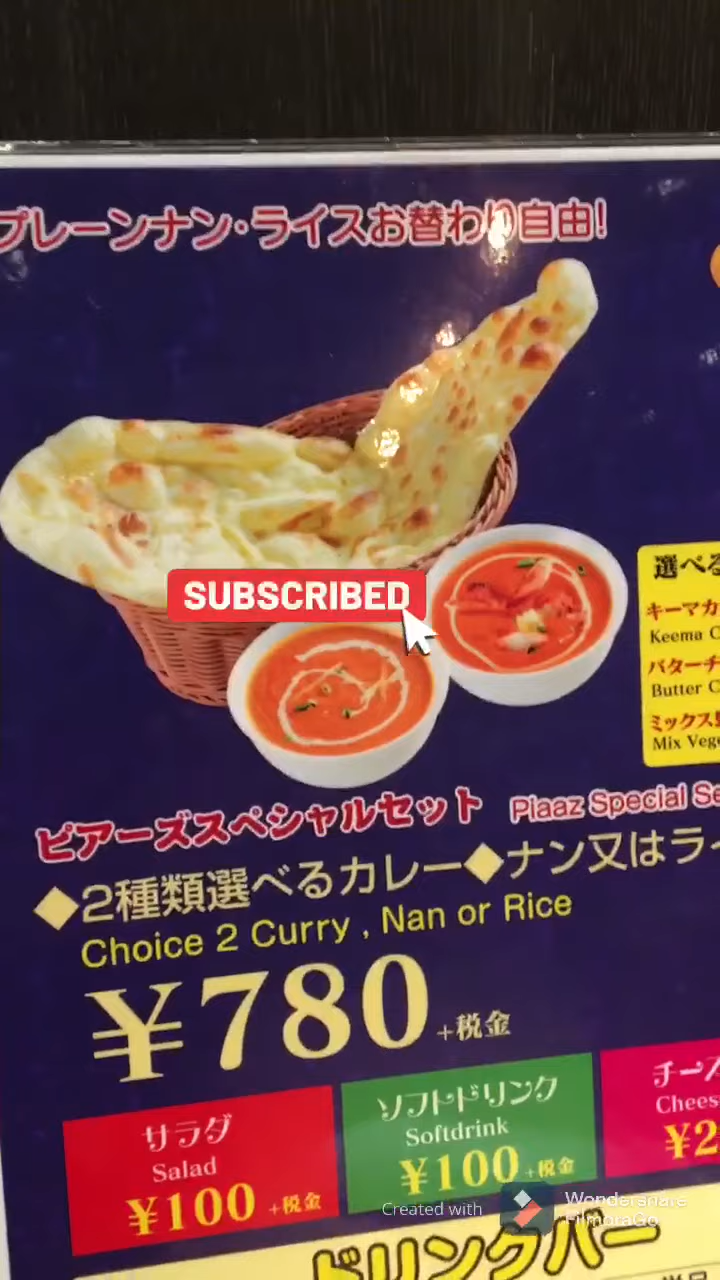 プレーンナン・ライスお替わり自由!
SUBSCRIBED
選べる
キーマカ
Keema C
バターチ
Butter C
ミックス
Mix Vege
ピアーズスペシャルセット Piaaz Special Se
◆2種類選べるカレー◆ナン又はラ
Choice 2 Curry , Nan or Rice
¥780 +税金
サラダ
Salad
¥100 +税金
ソフトドリンク
Softdrink
¥100 +税金
チーズ
Chees
¥2
Created with Wondershare FilmoraGo
ドリンクバー